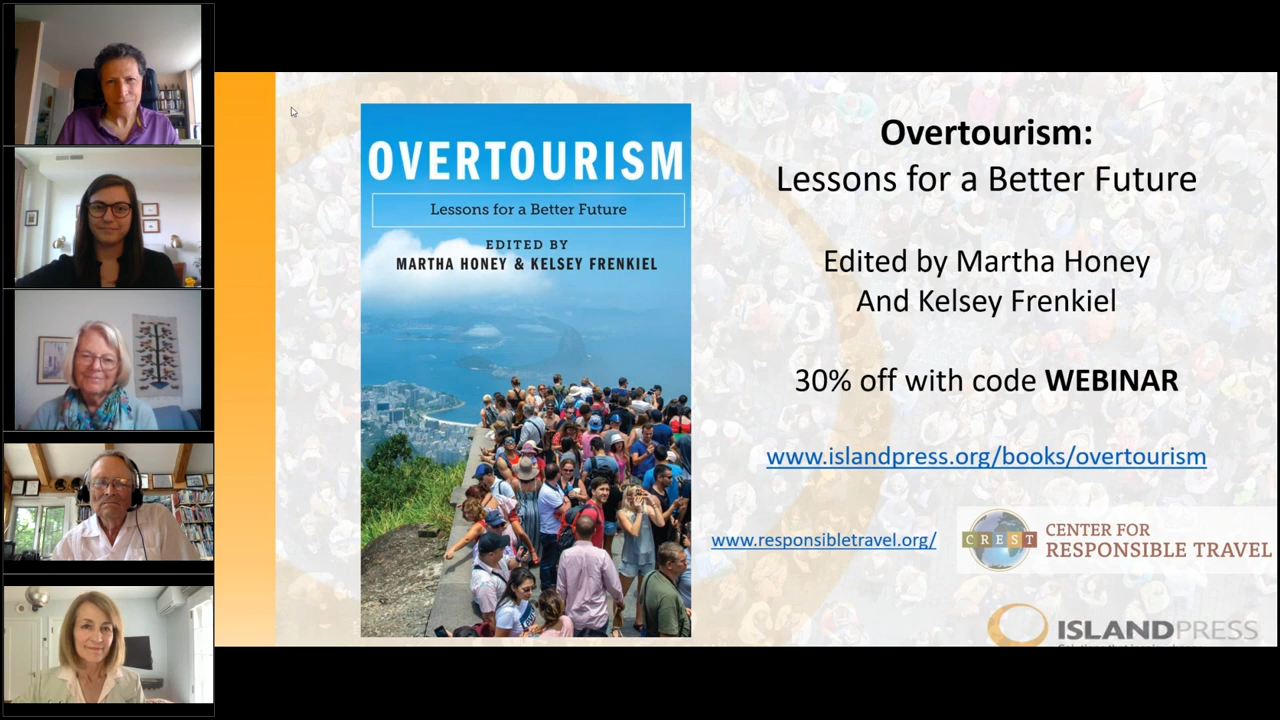 OVERTOURISM
Lessons for a Better Future
EDITED BY
MARTHA HONEY & KELSEY FRENKIEL
Overtourism:
Lessons for a Better Future
Edited by Martha Honey
And Kelsey Frenkiel
30% off with code WEBINAR
www.islandpress.org/books/overtourism
www.responsibletravel.org/
CREST
CENTER FOR
RESPONSIBLE TRAVEL
ISLANDPRESS